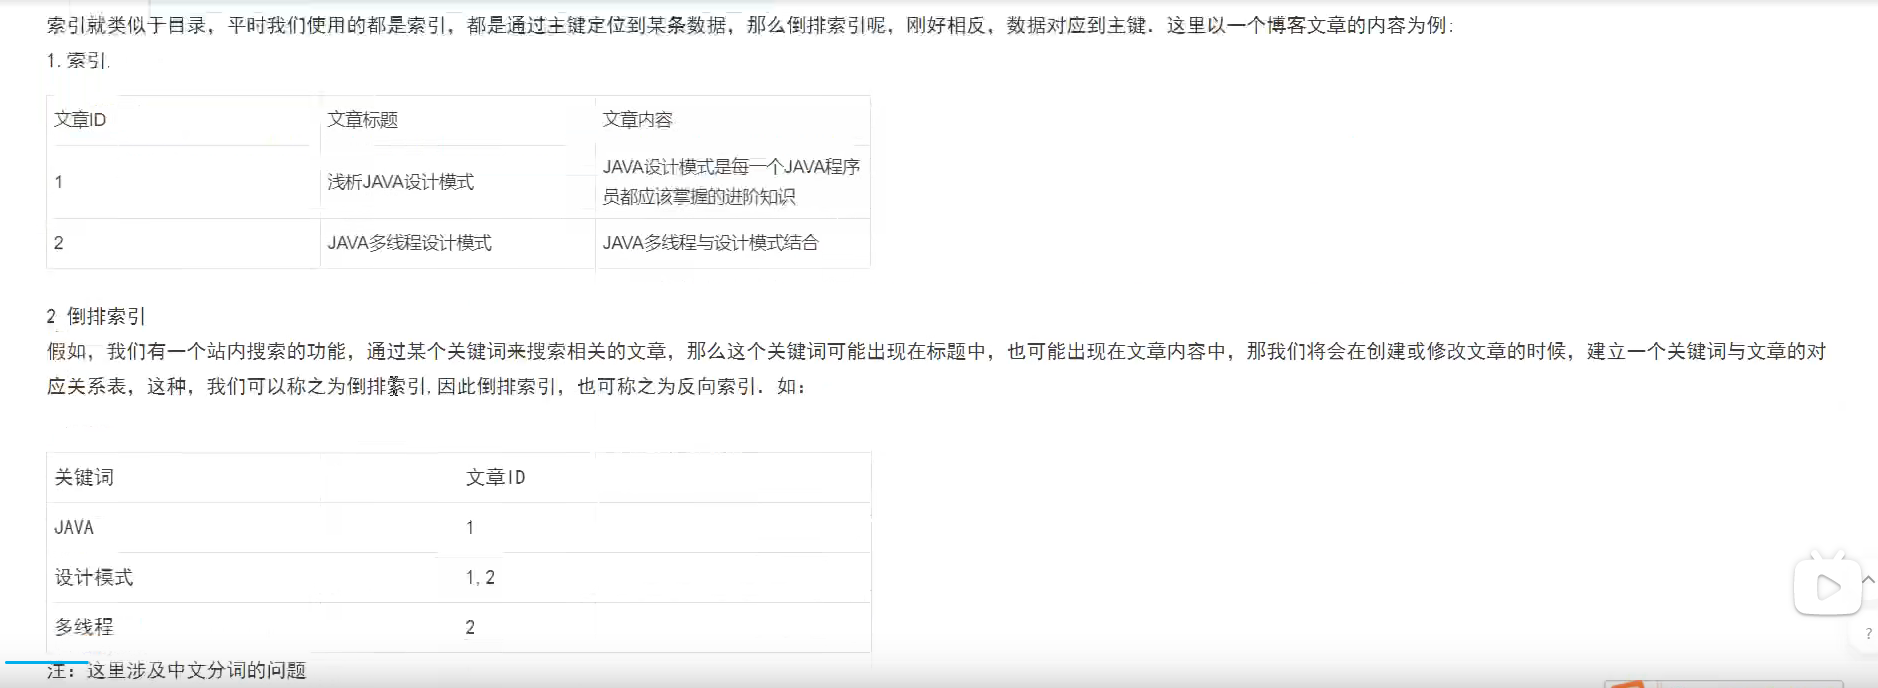 索引就类似于目录，平时我们使用的都是索引，都是通过主键定位到某条数据，那么倒排索引呢，刚好相反，数据对应到主键．这里以一个博客文章的内容为例：
1.索引.
文章ID 文章标题 文章内容
1 浅析JAVA设计模式 JAVA设计模式是每一个JAVA程序
员都应该掌握的进阶知识
2 JAVA多线程设计模式 JAVA多线程与设计模式结合
2 倒排索引
假如，我们有一个站内搜索的功能，通过某个关键词来搜索相关的文章，那么这个关键词可能出现在标题中，也可能出现在文章内容中，那我们将会在创建或修改文章的时候，建立一个关键词与文章的对
应关系表，这种，我们可以称之为倒排索引,因此倒排索引，也可称之为反向索引．如：
关键词 文章ID
JAVA 1
设计模式 1,2
多线程 2
注：这里涉及中文分词的问题
?